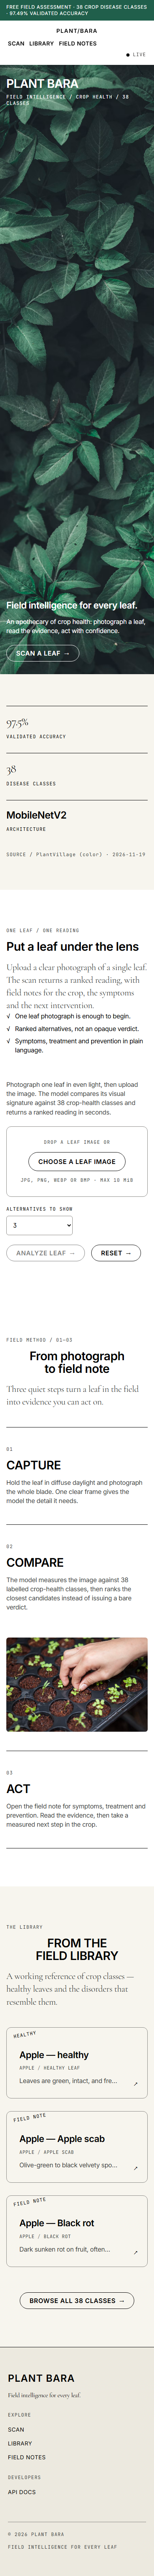 FREE FIELD ASSESSMENT · 38 CROP DISEASE CLASSES
· 97.49% VALIDATED ACCURACY
PLANT/BARA
SCAN LIBRARY FIELD NOTES
● LIVE
PLANT BARA
FIELD INTELLIGENCE / CROP HEALTH / 38
CLASSES
Field intelligence for every leaf.
An apothecary of crop health: photograph a leaf,
read the evidence, act with confidence.
SCAN A LEAF →
97.5%
VALIDATED ACCURACY
38
DISEASE CLASSES
MobileNetV2
ARCHITECTURE
SOURCE / PlantVillage (color) · 2026-11-19
ONE LEAF / ONE READING
Put a leaf under the lens
Upload a clear photograph of a single leaf.
The scan returns a ranked reading, with
field notes for the crop, the symptoms
and the next intervention.
√ One leaf photograph is enough to begin.
√ Ranked alternatives, not an opaque verdict.
√ Symptoms, treatment and prevention in plain
language.
Photograph one leaf in even light, then upload
the image. The model compares its visual
signature against 38 crop-health classes and
returns a ranked reading in seconds.
DROP A LEAF IMAGE OR
CHOOSE A LEAF IMAGE
JPG, PNG, WEBP OR BMP · MAX 10 MiB
ALTERNATIVES TO SHOW
3
ANALYZE LEAF →
RESET →
FIELD METHOD / 01—03
From photograph
to field note
Three quiet steps turn a leaf in the field
into evidence you can act on.
01
CAPTURE
Hold the leaf in diffuse daylight and photograph
the whole blade. One clear frame gives the
model the detail it needs.
02
COMPARE
The model measures the image against 38
labelled crop-health classes, then ranks the
closest candidates instead of issuing a bare
verdict.
03
ACT
Open the field note for symptoms, treatment and
prevention. Read the evidence, then take a
measured next step in the crop.
THE LIBRARY
FROM THE
FIELD LIBRARY
A working reference of crop classes —
healthy leaves and the disorders that
resemble them.
HEALTHY
Apple — healthy
APPLE / HEALTHY LEAF
Leaves are green, intact, and fre...
↗
FIELD NOTE
Apple — Apple scab
APPLE / APPLE SCAB
Olive-green to black velvety spo...
↗
FIELD NOTE
Apple — Black rot
APPLE / BLACK ROT
Dark sunken rot on fruit, often...
↗
BROWSE ALL 38 CLASSES →
PLANT BARA
Field intelligence for every leaf.
EXPLORE
SCAN
LIBRARY
FIELD NOTES
DEVELOPERS
API DOCS
© 2026 PLANT BARA
FIELD INTELLIGENCE FOR EVERY LEAF